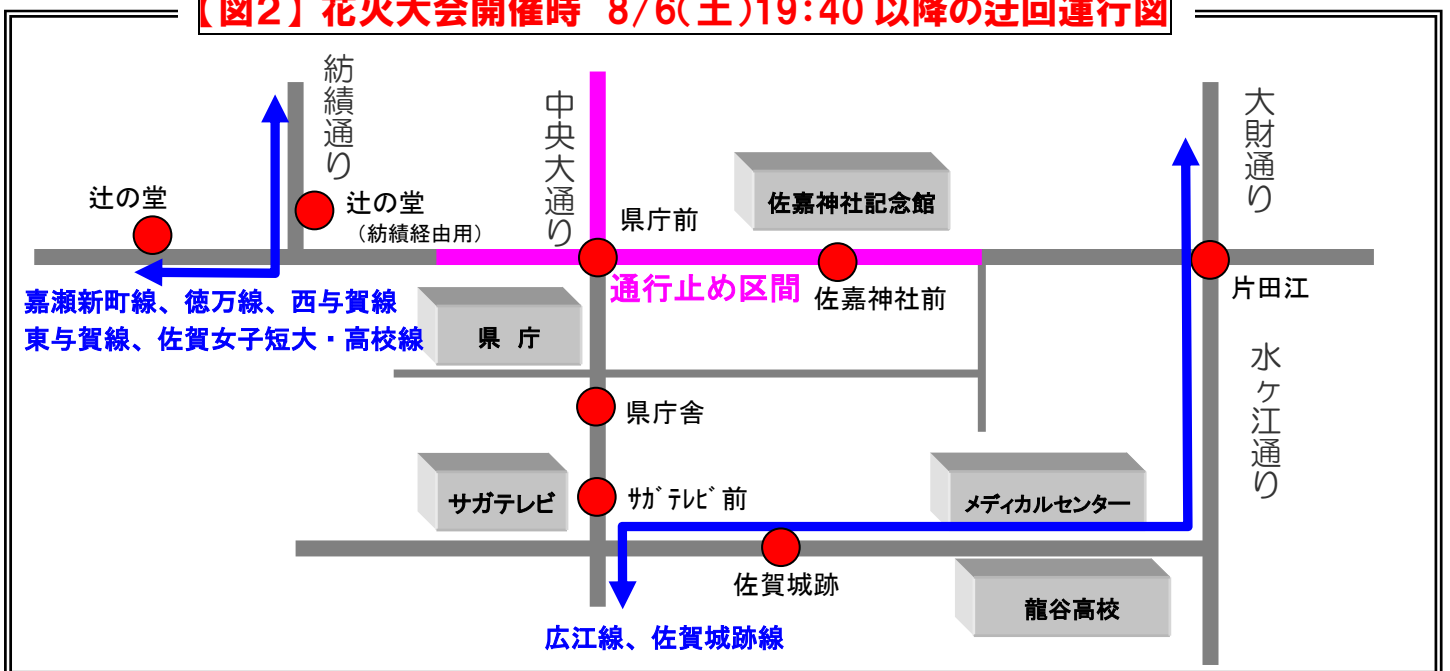 【図2】花火大会開催時 8/6(土)19:40以降の迂回運行図
紡績通り
中央大通り
大財通り
辻の堂
辻の堂
（紡績経由用）
県庁前
佐嘉神社記念館
通行止め区間
佐嘉神社前
片田江
嘉瀬新町線、徳万線、西与賀線
東与賀線、佐賀女子短大・高校線
県 庁
水ヶ江通り
県庁舎
サガテレビ
ｻｶﾞﾃﾚﾋﾞ前
メディカルセンター
佐賀城跡
龍谷高校
広江線、佐賀城跡線